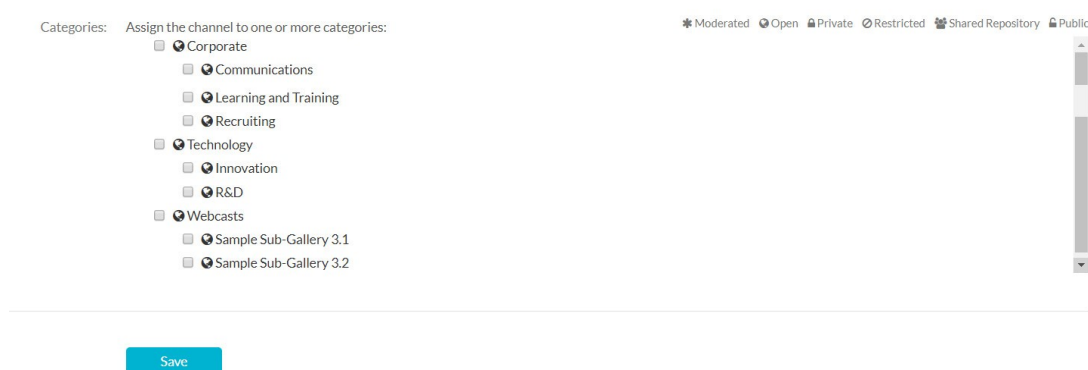 Categories: Assign the channel to one or more categories: Moderated Open Private Restricted Shared Repository Public
Corporate
Communications
Learning and Training
Recruiting
Technology
Innovation
R&D
Webcasts
Sample Sub-Gallery 3.1
Sample Sub-Gallery 3.2
Save